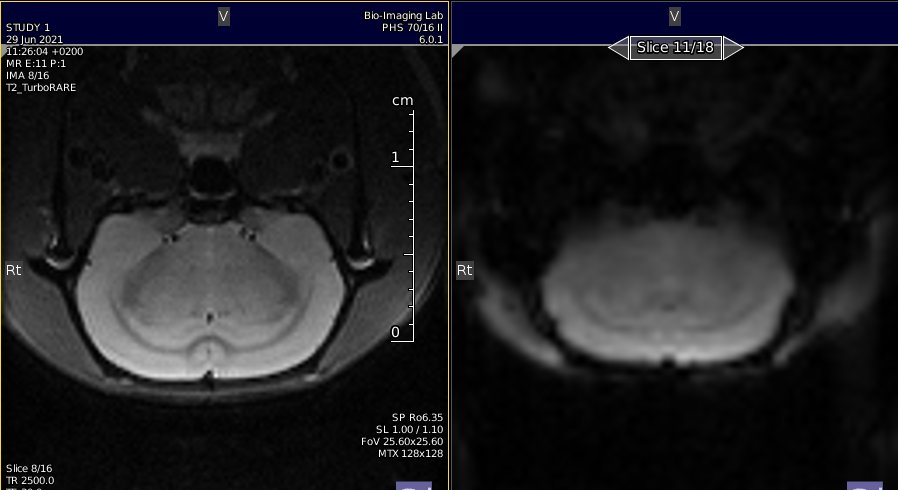 V
STUDY 1
29 Jun 2021
11:26:04 +0200
MR E:11 P:1
IMA 8/16
T2_TurboRARE
Bio-Imaging Lab
PHS 70/16 II
6.0.1
cm
1
0
Rt
SP Ro6.35
SL 1.00 / 1.10
FoV 25.60x25.60
MTX 128x128
Slice 8/16
TR 2500.0
V
Slice 11/18
Rt